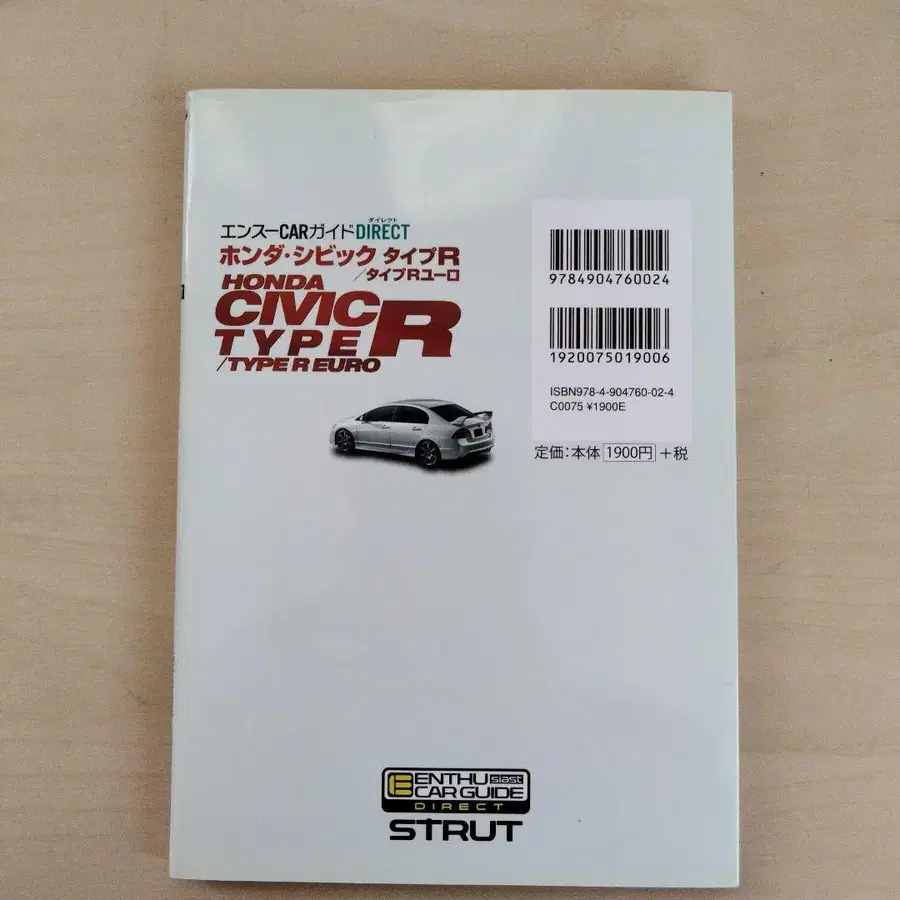 ダイレクト
エンスーCARガイドDIRECT
ホンダ・シビック タイプR
/タイプRユーロ
HONDA
CIVIC
TYPE R
/TYPE R EURO
9784904760024
1920075019006
ISBN978-4-904760-02-4
C0075 ¥1900E
定価:本体 1900円 +税
ENTHUsiast
CAR GUIDE
DIRECT
STRUT